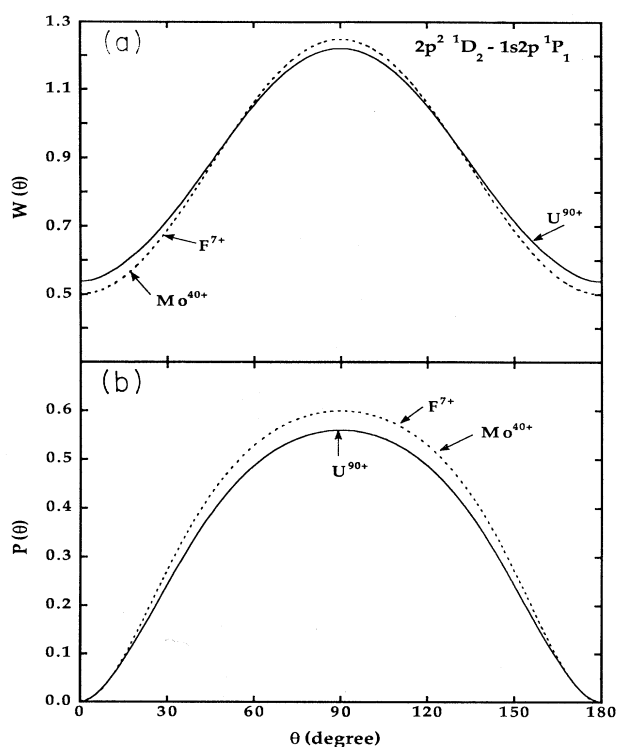 (a)
2p² ¹D₂ - 1s2p ¹P₁
1.3
1.1
0.9
0.7
0.5
W (θ)
F⁷⁺
Mo⁴⁰⁺
U⁹⁰⁺
(b)
0.6
0.5
0.4
0.3
0.2
0.1
0.0
P (θ)
F⁷⁺
Mo⁴⁰⁺
U⁹⁰⁺
0 30 60 90 120 150 180
θ (degree)